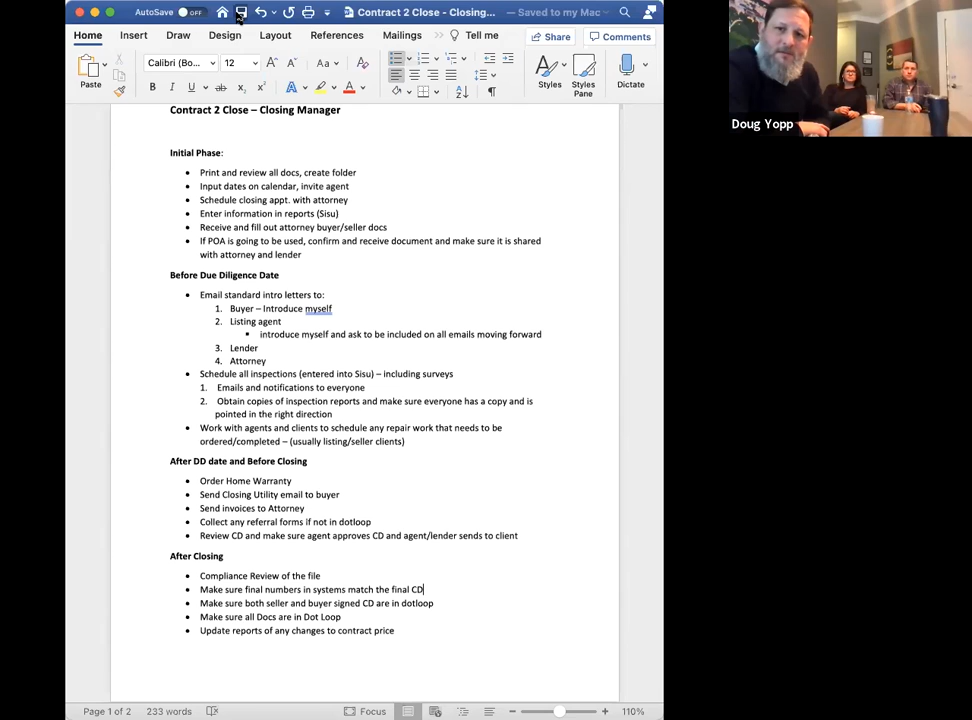 AutoSave OFF Contract 2 Close - Closing... — Saved to my Mac
Home Insert Draw Design Layout References Mailings Tell me Share Comments
Calibri (Bo... 12 Aa
Paste Styles Styles Pane Dictate
Contract 2 Close – Closing Manager
Initial Phase:
• Print and review all docs, create folder
• Input dates on calendar, invite agent
• Schedule closing appt. with attorney
• Enter information in reports (Sisu)
• Receive and fill out attorney buyer/seller docs
• If POA is going to be used, confirm and receive document and make sure it is shared
with attorney and lender
Before Due Diligence Date
• Email standard intro letters to:
1. Buyer – Introduce myself
2. Listing agent
▪ introduce myself and ask to be included on all emails moving forward
3. Lender
4. Attorney
• Schedule all inspections (entered into Sisu) – including surveys
1. Emails and notifications to everyone
2. Obtain copies of inspection reports and make sure everyone has a copy and is
pointed in the right direction
• Work with agents and clients to schedule any repair work that needs to be
ordered/completed – (usually listing/seller clients)
After DD date and Before Closing
• Order Home Warranty
• Send Closing Utility email to buyer
• Send invoices to Attorney
• Collect any referral forms if not in dotloop
• Review CD and make sure agent approves CD and agent/lender sends to client
After Closing
• Compliance Review of the file
• Make sure final numbers in systems match the final CD
• Make sure both seller and buyer signed CD are in dotloop
• Make sure all Docs are in Dot Loop
• Update reports of any changes to contract price
Page 1 of 2 233 words Focus 110%
Doug Yopp